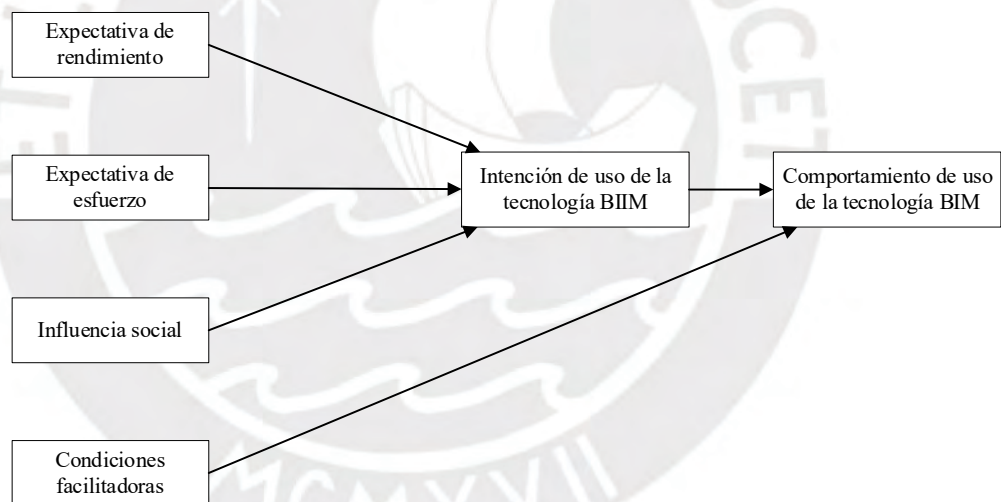 Expectativa de
rendimiento
Expectativa de
esfuerzo
Intención de uso de la
tecnología BIIM
Comportamiento de uso
de la tecnología BIM
Influencia social
Condiciones
facilitadoras
MCMXVII